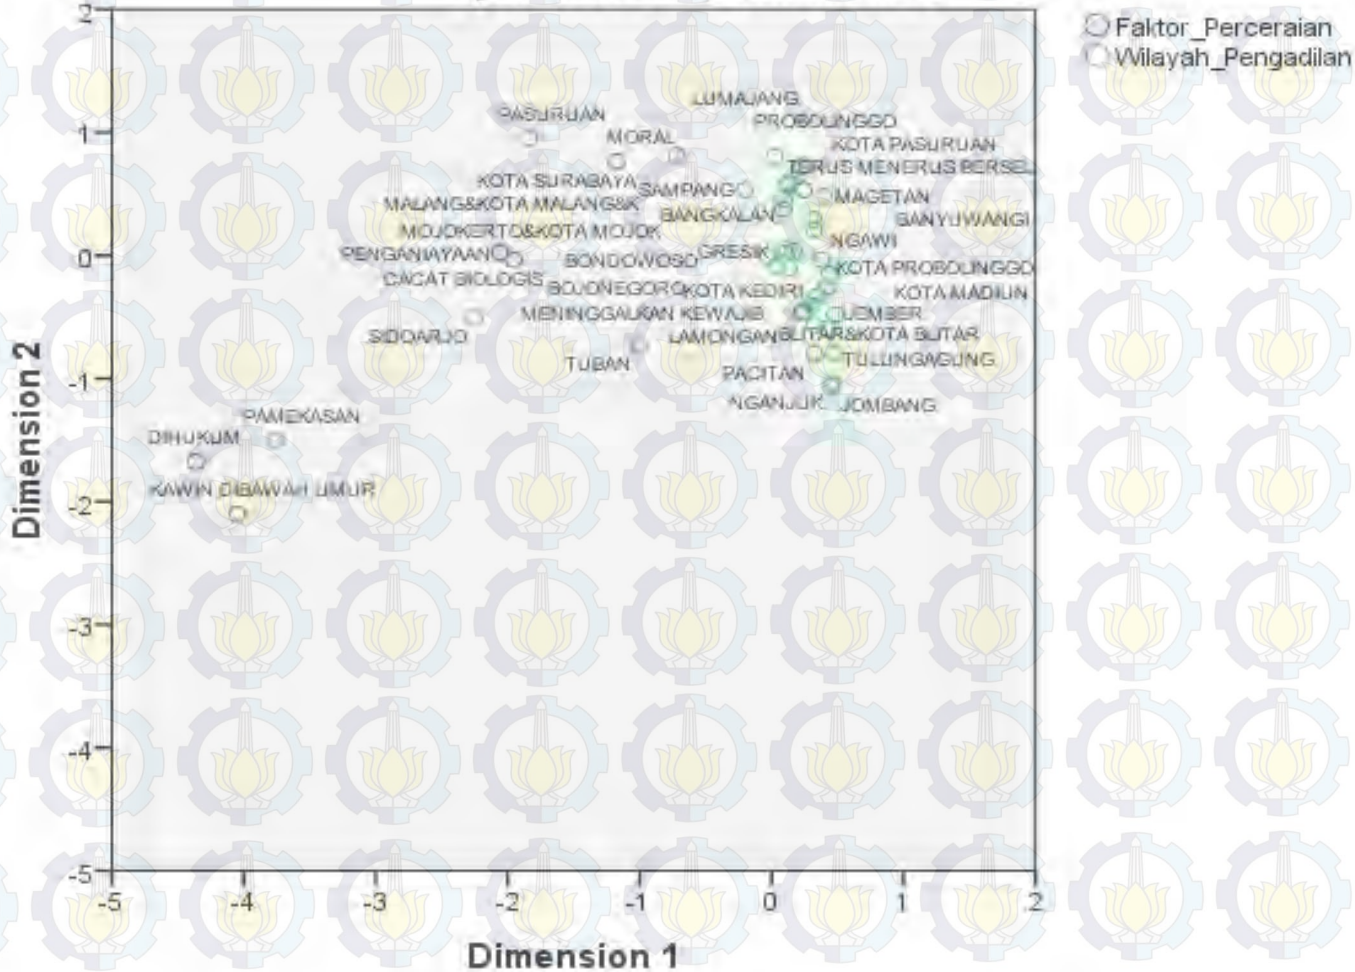 Faktor_Perceraian
Wilayah_Pengadilan
2
LUMAJANG
PASURUAN
PROBOLINGGO
1
MORAL
KOTA PASURUAN
TERUS MENERUS BERSEL
KOTA SURABAYA
SAMPANG
MAGETAN
MALANG&KOTA MALANG&K
BANGKALAN
BANYUWANGI
MOJOKERTO&KOTA MOJOK
NGAWI
0
PENGANIAYAAN
BONDOWOSO
GRESIK
KOTA PROBOLINGGO
CACAT BIOLOGIS
BOJONEGORO
KOTA KEDIRI
KOTA MADIUN
MENINGGALKAN KEWAJIB
JEMBER
SIDOARJO
LAMONGAN
BLITAR&KOTA BLITAR
TUBAN
TULUNGAGUNG
-1
PACITAN
NGANJUK
JOMBANG
PAMEKASAN
DIHUKUM
KAWIN DIBAWAH UMUR
-2
-3
-4
-5
Dimension 2
-5 -4 -3 -2 -1 0 1 2
Dimension 1